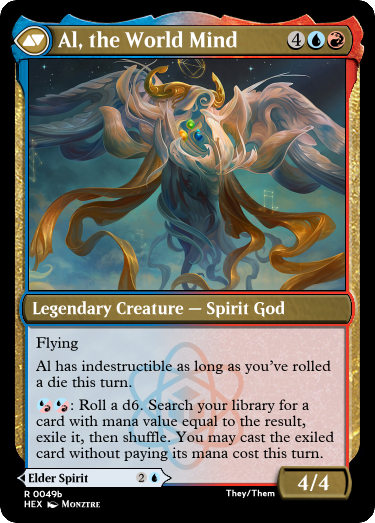 Al, the World Mind 4
Legendary Creature — Spirit God
Flying
Al has indestructible as long as you've rolled
a die this turn.
: Roll a d6. Search your library for a
card with mana value equal to the result,
exile it, then shuffle. You may cast the exiled
card without paying its mana cost this turn.
Elder Spirit 2
4/4
R 0049b
HEX Monztre
They/Them